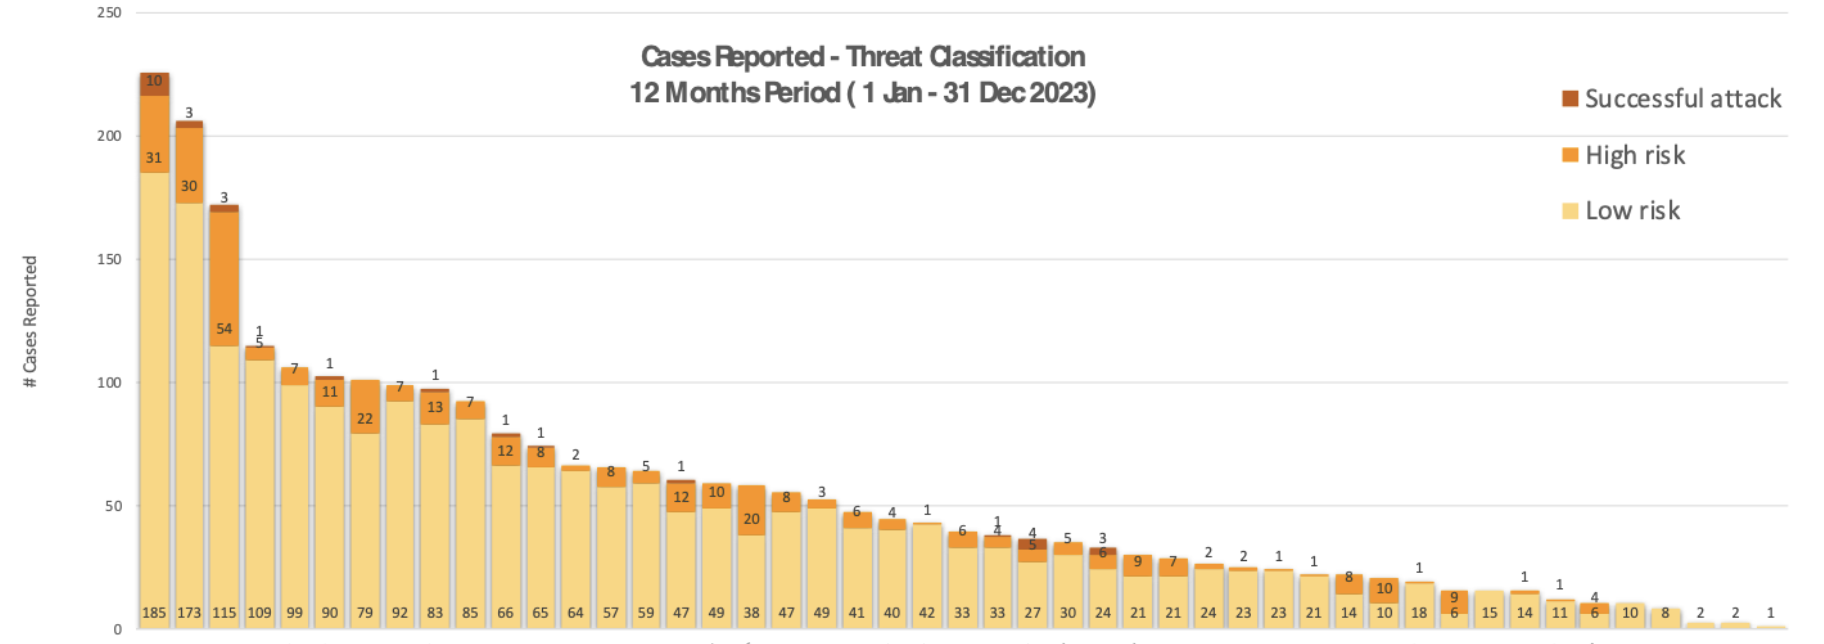 Cases Reported - Threat Classification
12 Months Period ( 1 Jan - 31 Dec 2023)
Successful attack
High risk
Low risk
# Cases Reported
250
200
150
100
50
0
10 3 3 1 1 1 1 1 1 1 4 3
31 30 54 5 7 11 22 7 13 7 12 8 2 8 5 12 10 20 8 3 6 4 1 6 4 5 5 6 9 7 2 2 1 1 8 10 1 9 1 1 4
185 173 115 109 99 90 79 92 83 85 66 65 64 57 59 47 49 38 47 49 41 40 42 33 33 27 30 24 21 21 24 23 23 21 14 10 18 6 15 14 11 6 10 8 2 2 1